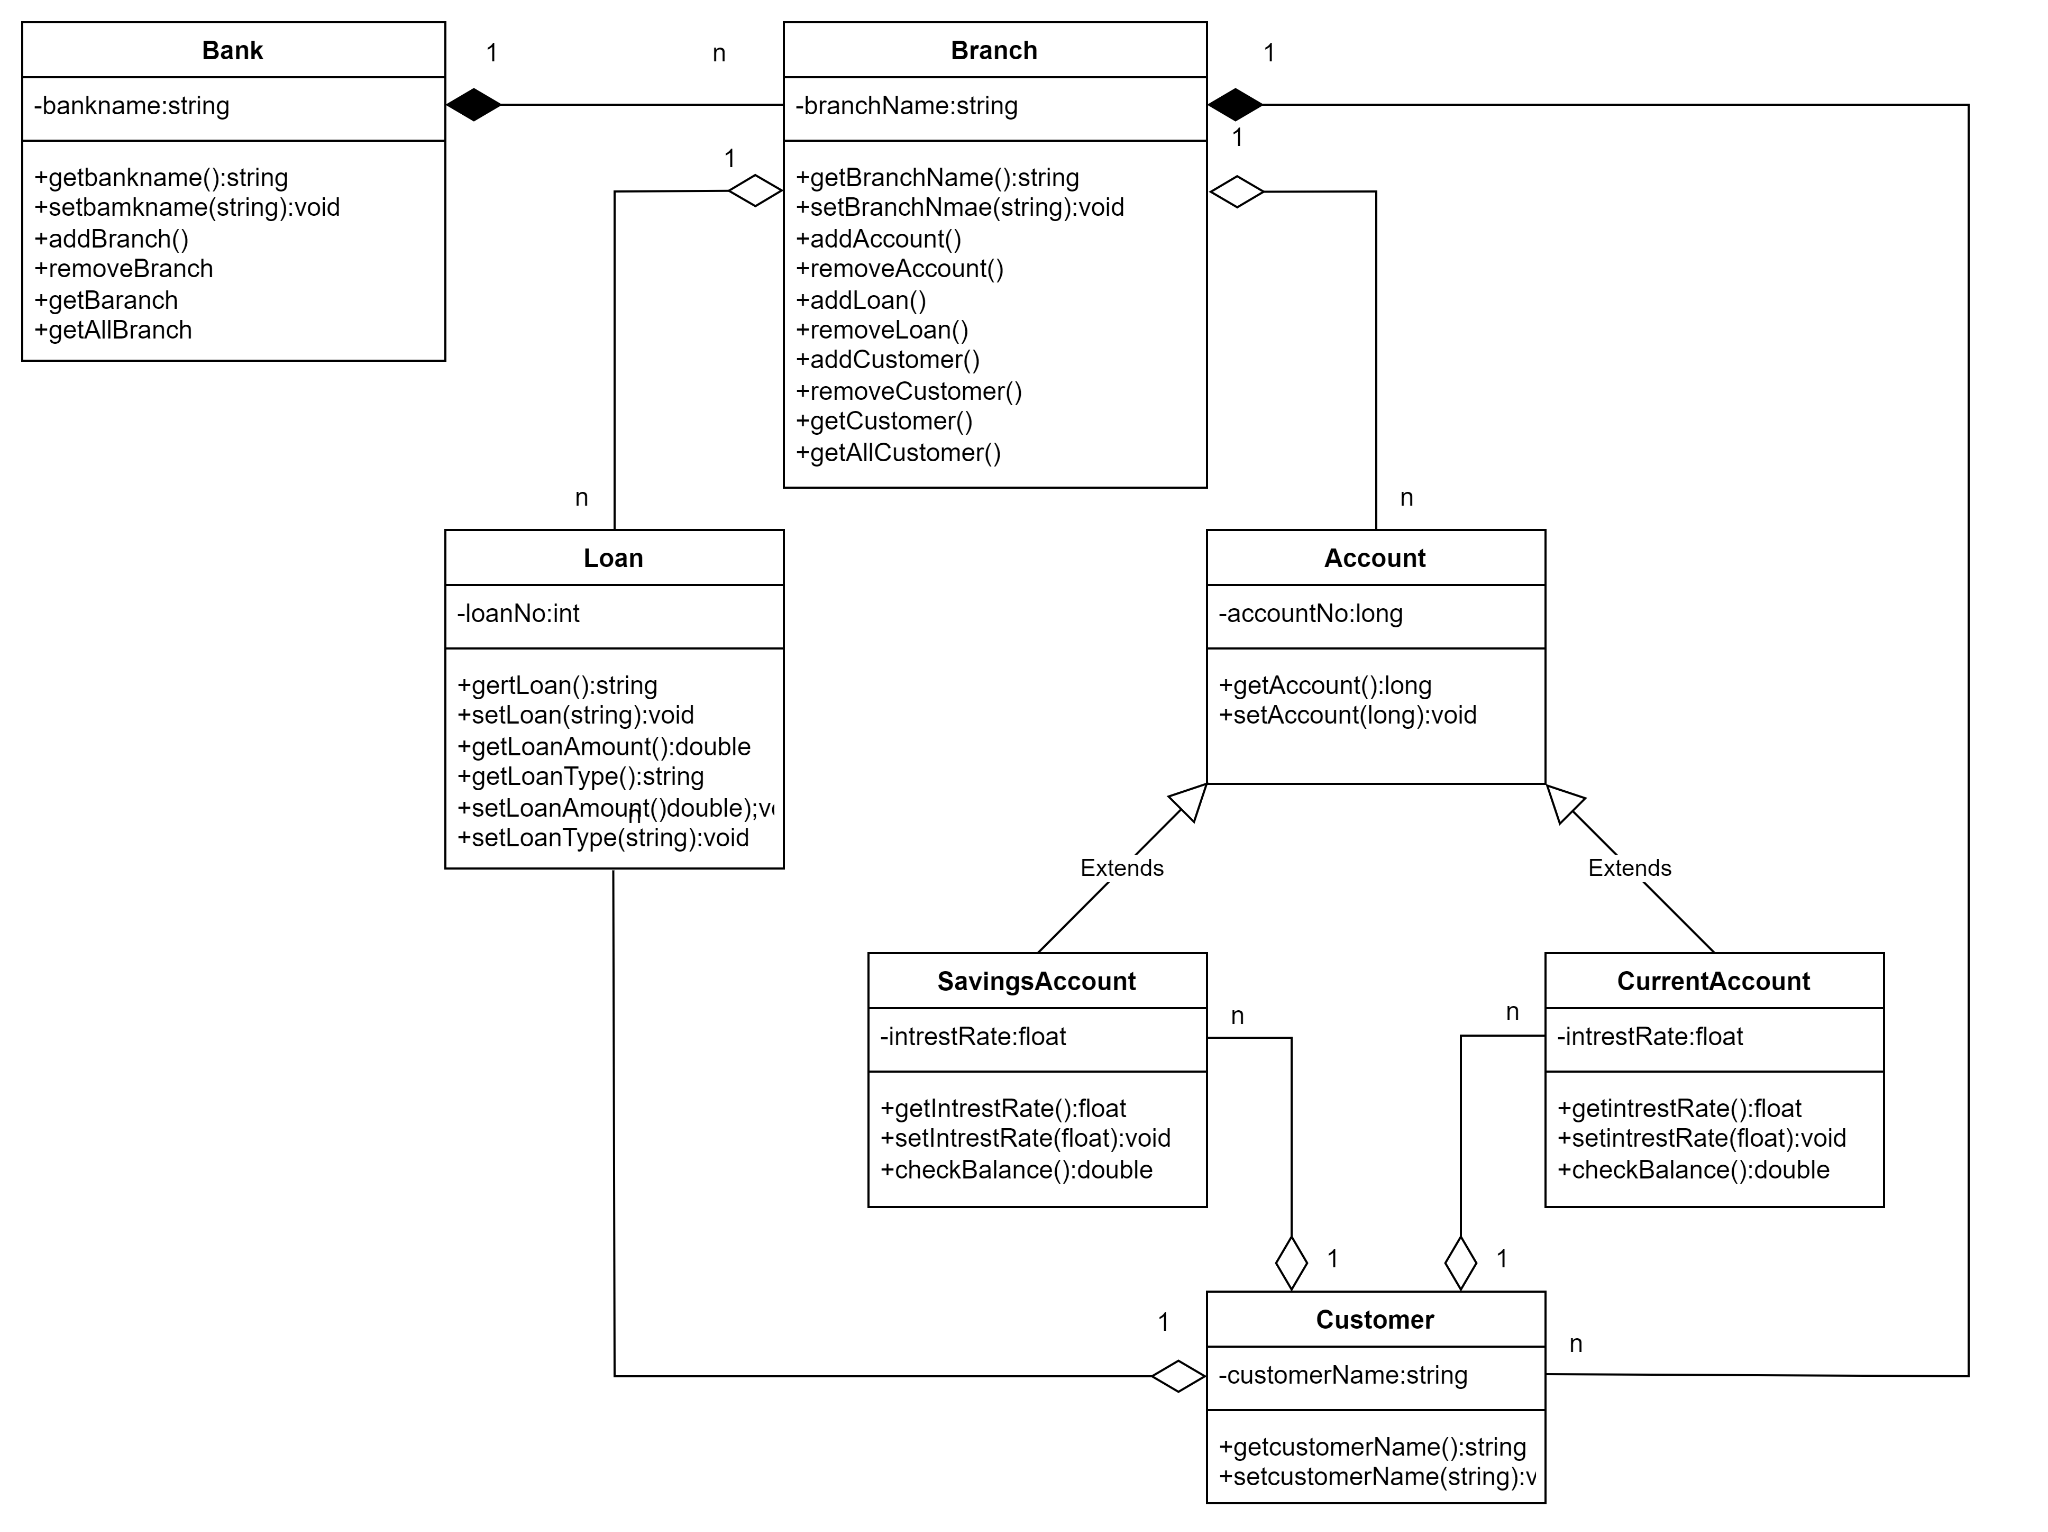 Bank
-bankname:string
+getbankname():string
+setbamkname(string):void
+addBranch()
+removeBranch
+getBaranch
+getAllBranch
1
n
Branch
-branchName:string
+getBranchName():string
+setBranchNmae(string):void
+addAccount()
+removeAccount()
+addLoan()
+removeLoan()
+addCustomer()
+removeCustomer()
+getCustomer()
+getAllCustomer()
1
1
1
n
n
Loan
-loanNo:int
+gertLoan():string
+setLoan(string):void
+getLoanAmount():double
+getLoanType():string
+setLoanAmount()double);v
n
+setLoanType(string):void
Account
-accountNo:long
+getAccount():long
+setAccount(long):void
Extends
Extends
SavingsAccount
-intrestRate:float
+getIntrestRate():float
+setIntrestRate(float):void
+checkBalance():double
n
n
CurrentAccount
-intrestRate:float
+getintrestRate():float
+setintrestRate(float):void
+checkBalance():double
1
1
1
Customer
-customerName:string
+getcustomerName():string
+setcustomerName(string):v
n